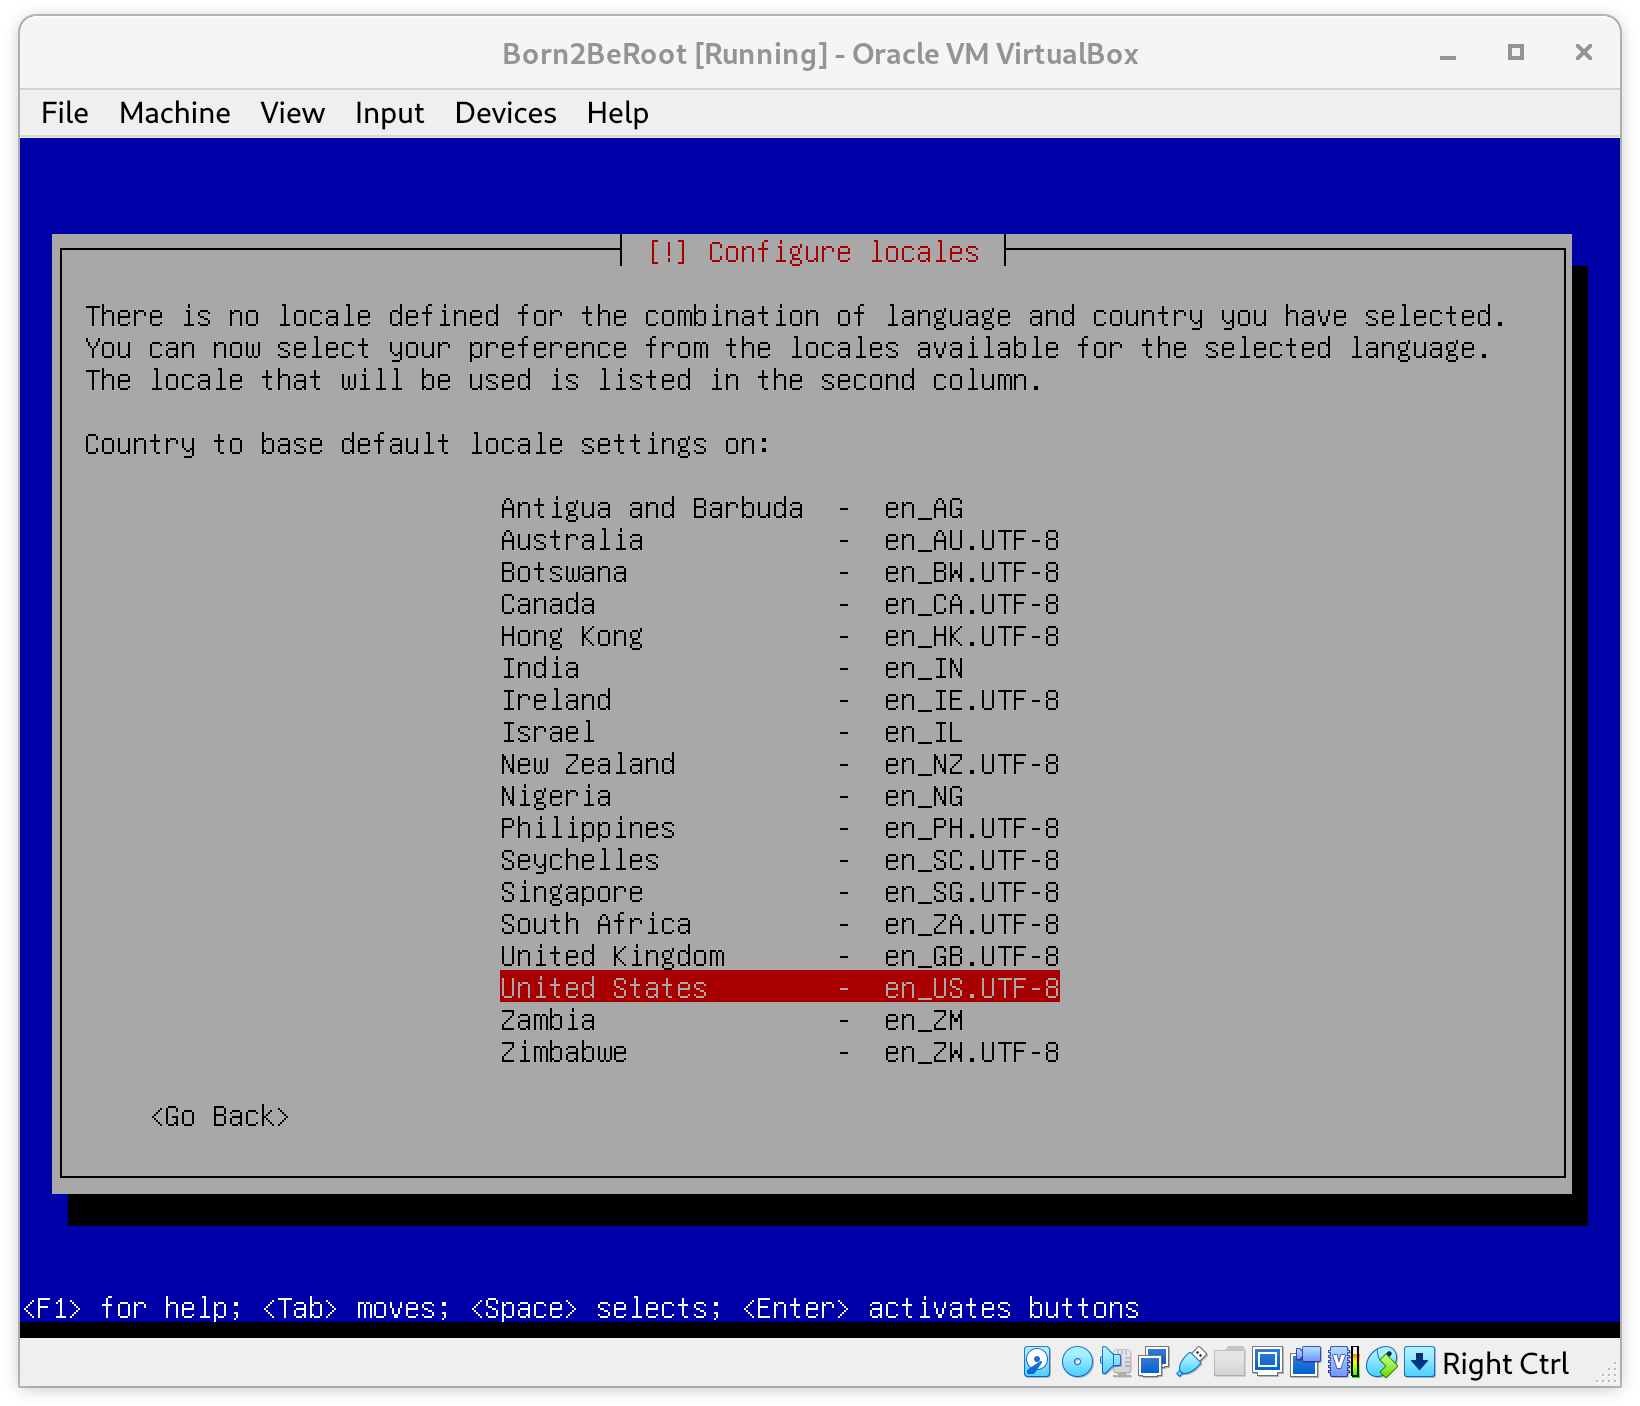 Born2BeRoot [Running] - Oracle VM VirtualBox
File Machine View Input Devices Help
[!] Configure locales
There is no locale defined for the combination of language and country you have selected.
You can now select your preference from the locales available for the selected language.
The locale that will be used is listed in the second column.
Country to base default locale settings on:
Antigua and Barbuda - en_AG
Australia - en_AU.UTF-8
Botswana - en_BW.UTF-8
Canada - en_CA.UTF-8
Hong Kong - en_HK.UTF-8
India - en_IN
Ireland - en_IE.UTF-8
Israel - en_IL
New Zealand - en_NZ.UTF-8
Nigeria - en_NG
Philippines - en_PH.UTF-8
Seychelles - en_SC.UTF-8
Singapore - en_SG.UTF-8
South Africa - en_ZA.UTF-8
United Kingdom - en_GB.UTF-8
United States - en_US.UTF-8
Zambia - en_ZM
Zimbabwe - en_ZW.UTF-8
<Go Back>
<F1> for help; <Tab> moves; <Space> selects; <Enter> activates buttons
Right Ctrl